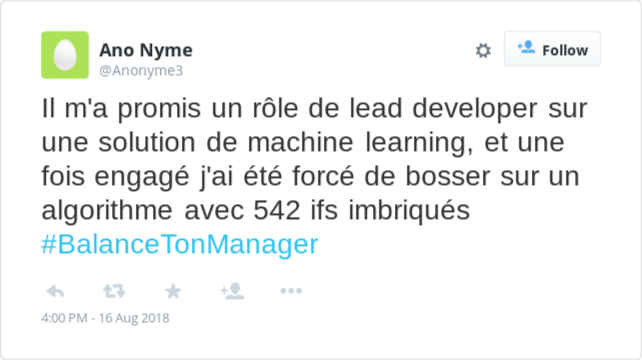 Ano Nyme
@Anonyme3
Follow
Il m'a promis un rôle de lead developer sur
une solution de machine learning, et une
fois engagé j'ai été forcé de bosser sur un
algorithme avec 542 ifs imbriqués
#BalanceTonManager
4:00 PM - 16 Aug 2018